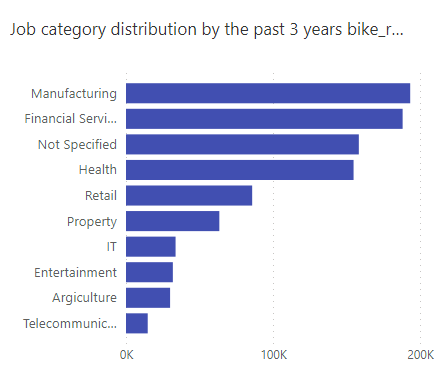 Job category distribution by the past 3 years bike_r...
Manufacturing
Financial Servi...
Not Specified
Health
Retail
Property
IT
Entertainment
Argiculture
Telecommunic...
0K 100K 200K